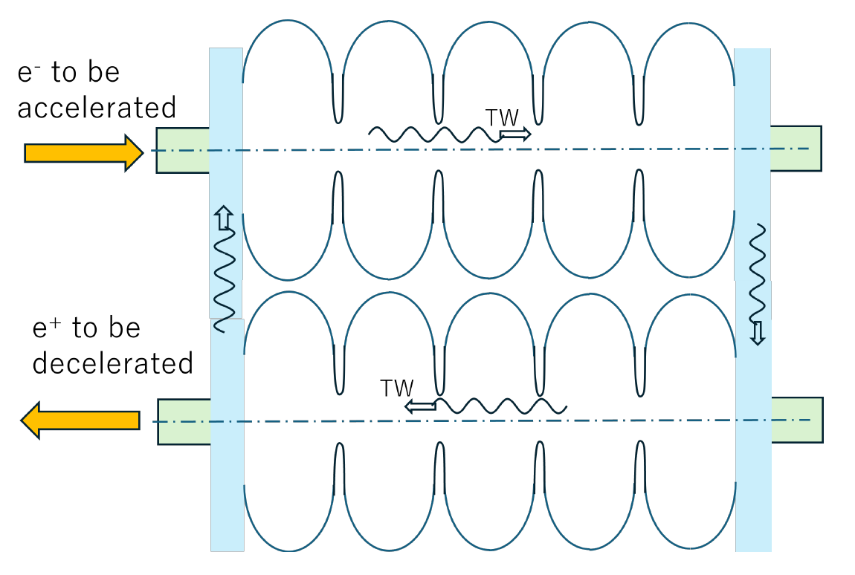 e⁻ to be
accelerated
TW
e⁺ to be
decelerated
TW